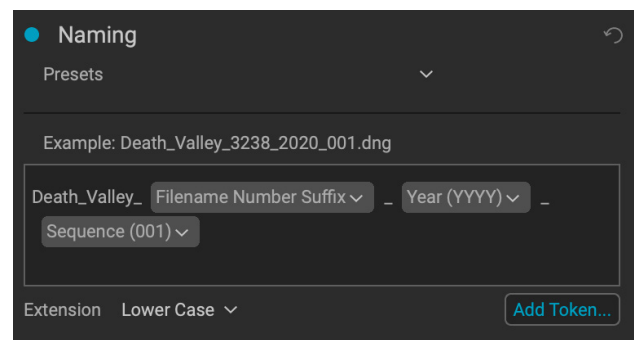 Naming
Presets
Example: Death_Valley_3238_2020_001.dng
Death_Valley_ Filename Number Suffix _ Year (YYYY) _
Sequence (001)
Extension Lower Case Add Token...